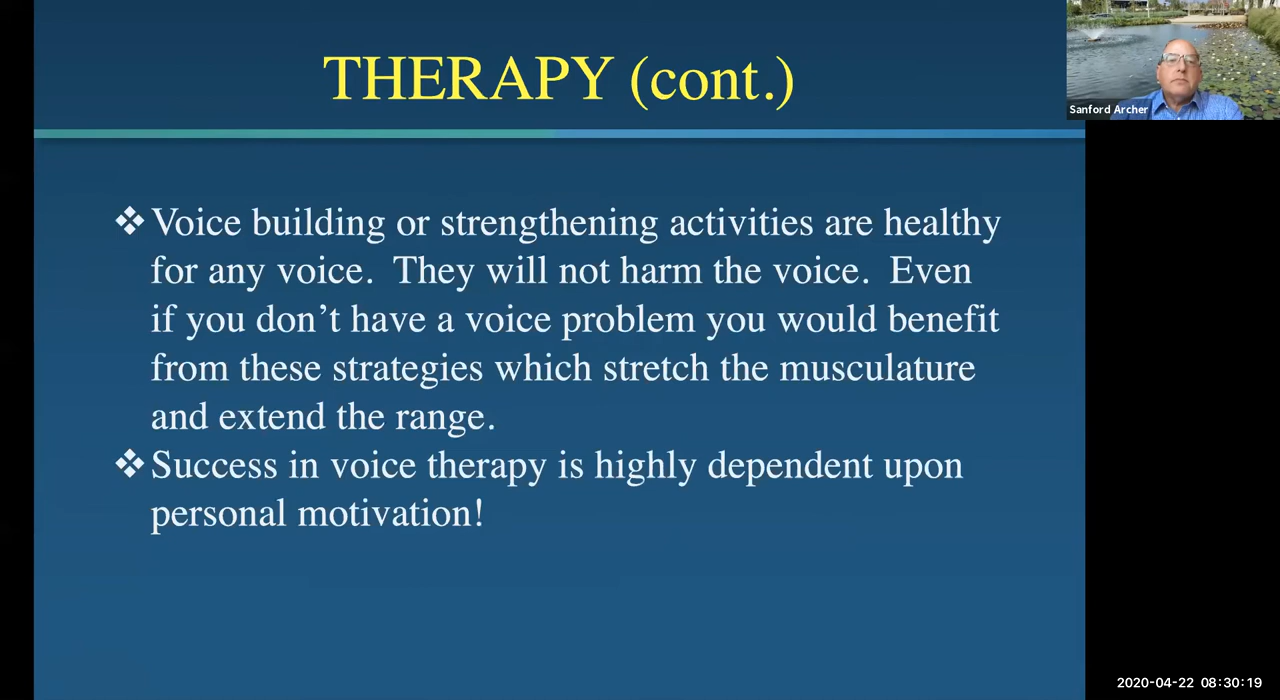 THERAPY (cont.)
Sanford Archer
❖Voice building or strengthening activities are healthy
for any voice.  They will not harm the voice.  Even
if you don’t have a voice problem you would benefit
from these strategies which stretch the musculature
and extend the range.
❖Success in voice therapy is highly dependent upon
personal motivation!
2020-04-22 08:30:19